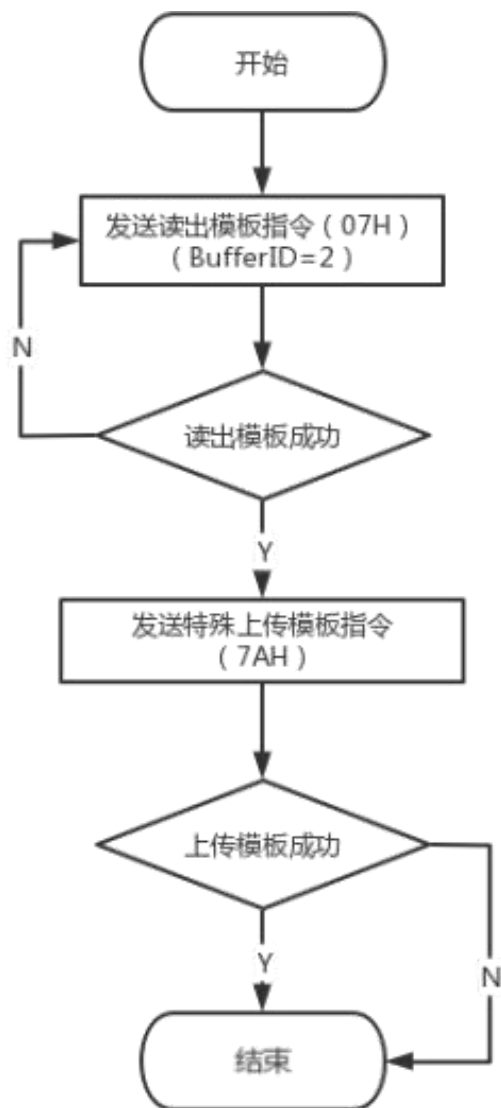 开始
发送读出模板指令（07H）
（BufferID=2）
N
读出模板成功
Y
发送特殊上传模板指令
（7AH）
上传模板成功
Y
N
结束